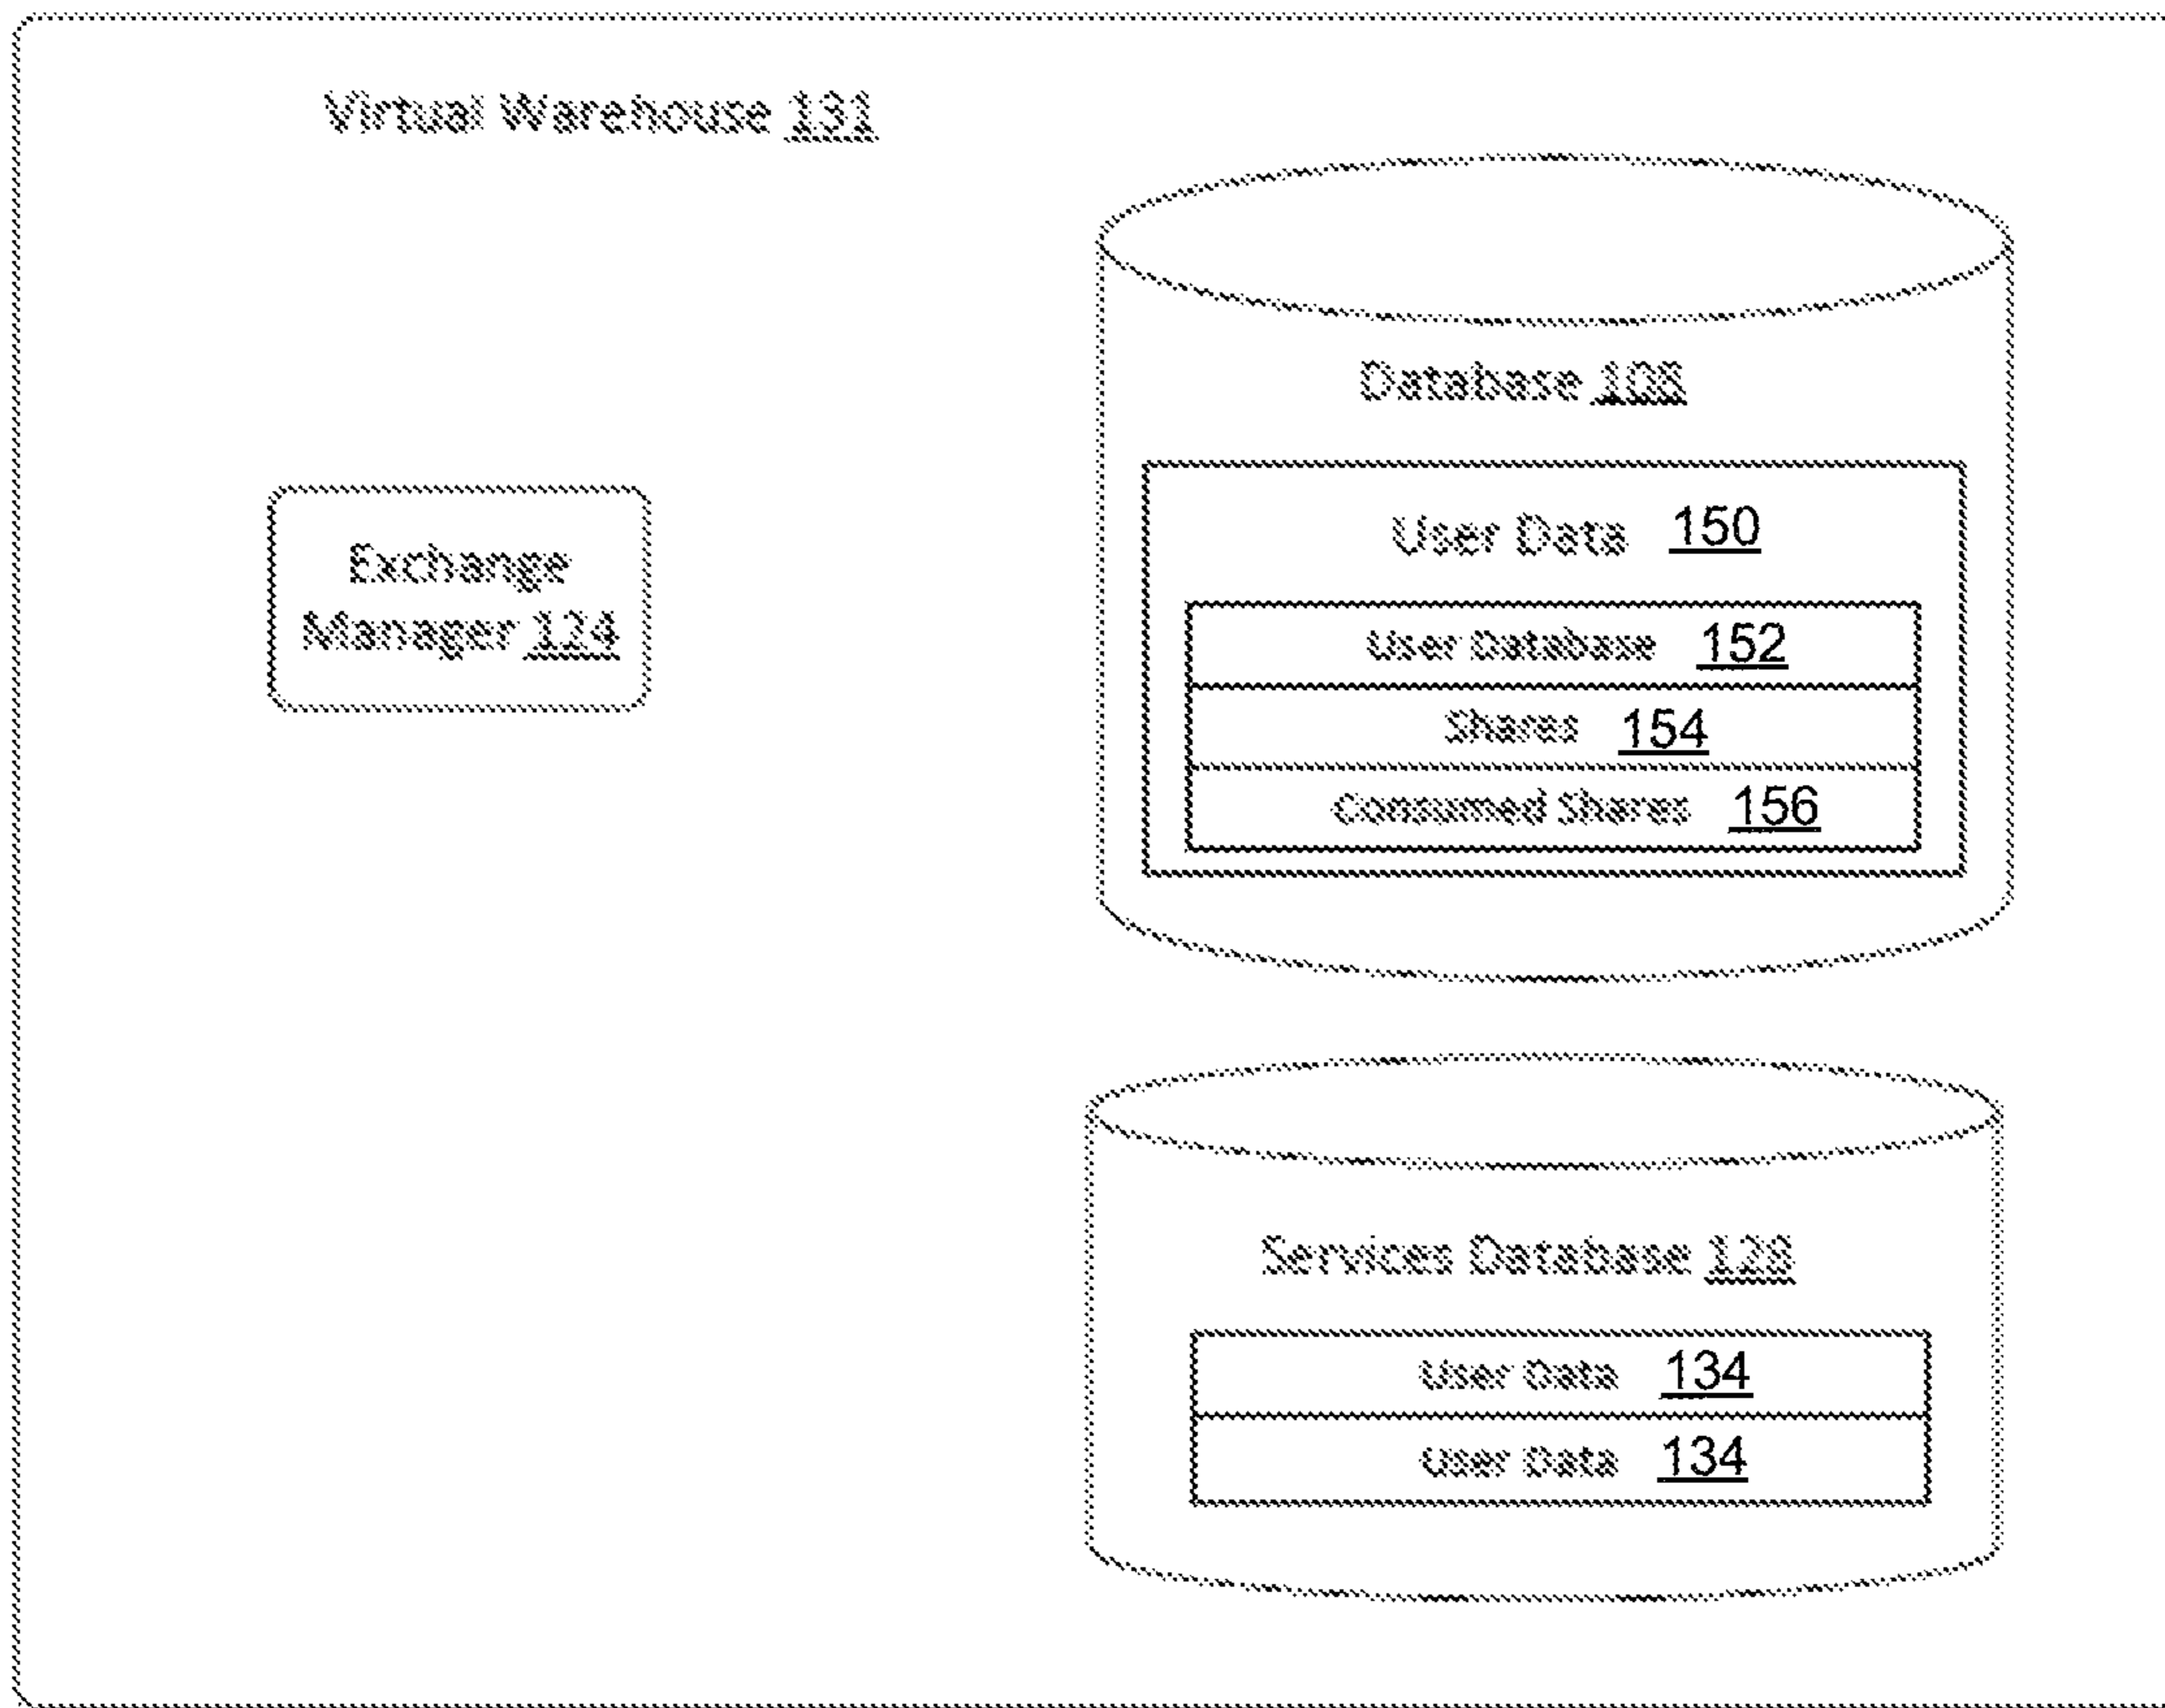 Virtual Warehouse 131
Database 108
Exchange
Manager 124
User Data 150
User Database 152
Shares 154
Consumed Shares 156
Services Database 128
User Data 134
User Data 134